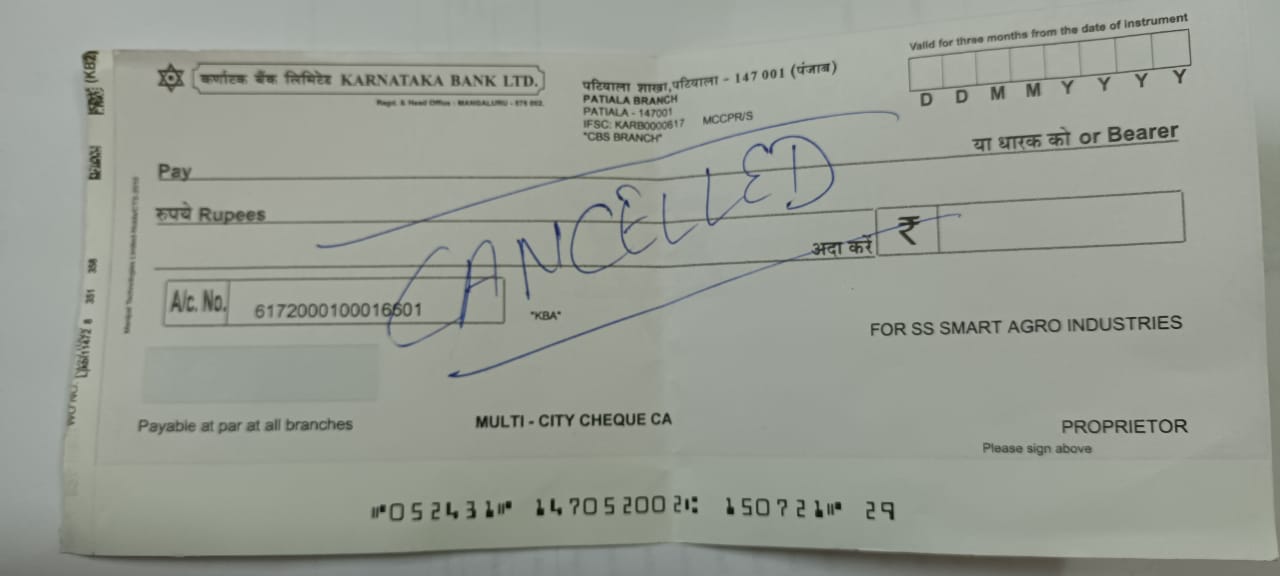 Valid for three months from the date of instrument
कर्णाटक बैंक लिमिटेड KARNATAKA BANK LTD.
Regd. & Head Office : MANGALURU - 575 002.
पटियाला शाखा,पटियाला - 147 001 (पंजाब)
PATIALA BRANCH
PATIALA - 147001
IFSC: KARB0000617 MCCPR/S
"CBS BRANCH"
D D M M Y Y Y Y
Pay
या धारक को or Bearer
रुपये Rupees
CANCELLED
अदा करें ₹
A/c. No. 6172000100016601
"KBA"
FOR SS SMART AGRO INDUSTRIES
Payable at par at all branches
MULTI - CITY CHEQUE CA
PROPRIETOR
Please sign above
⑈052431⑈ 147052002⑆ 150721⑈ 29